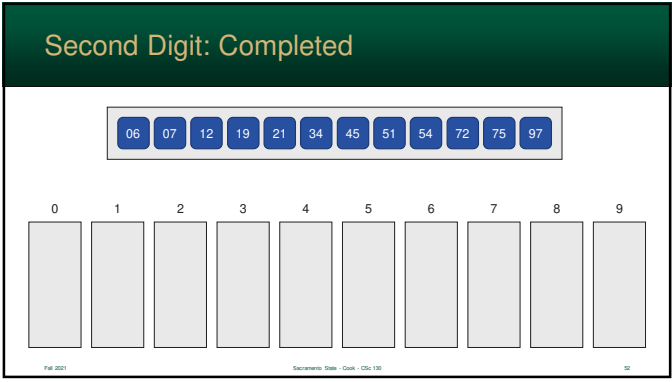 Second Digit: Completed
06 07 12 19 21 34 45 51 54 72 75 97
0 1 2 3 4 5 6 7 8 9
Fall 2021 Sacramento State - Cook - CSc 130 52